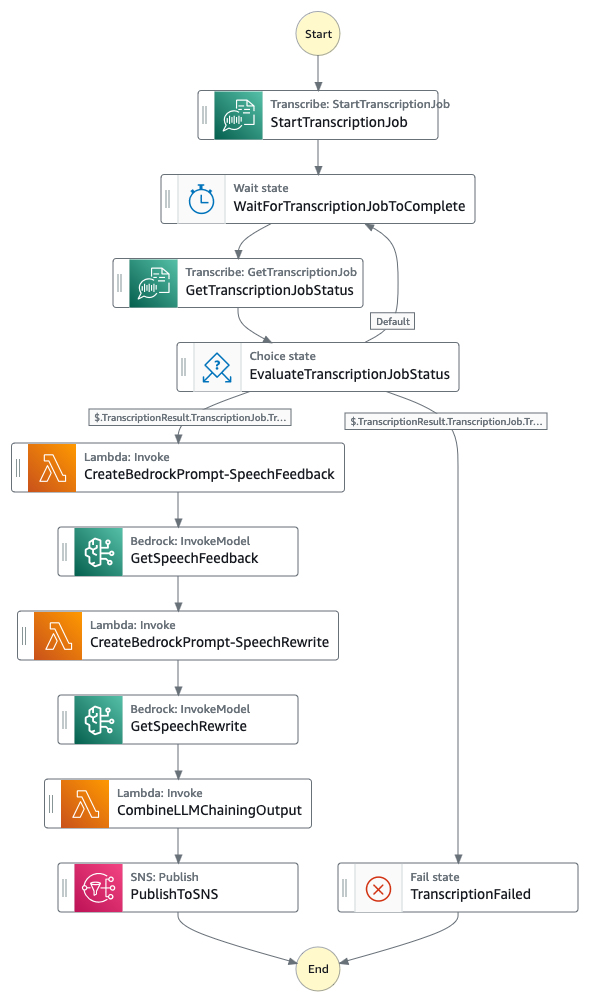 Start
Transcribe: StartTranscriptionJob
StartTranscriptionJob
Wait state
WaitForTranscriptionJobToComplete
Transcribe: GetTranscriptionJob
GetTranscriptionJobStatus
Default
Choice state
EvaluateTranscriptionJobStatus
$.TranscriptionResult.TranscriptionJob.Tr...
$.TranscriptionResult.TranscriptionJob.Tr...
Lambda: Invoke
CreateBedrockPrompt-SpeechFeedback
Bedrock: InvokeModel
GetSpeechFeedback
Lambda: Invoke
CreateBedrockPrompt-SpeechRewrite
Bedrock: InvokeModel
GetSpeechRewrite
Lambda: Invoke
CombineLLMChainingOutput
SNS: Publish
PublishToSNS
Fail state
TranscriptionFailed
End